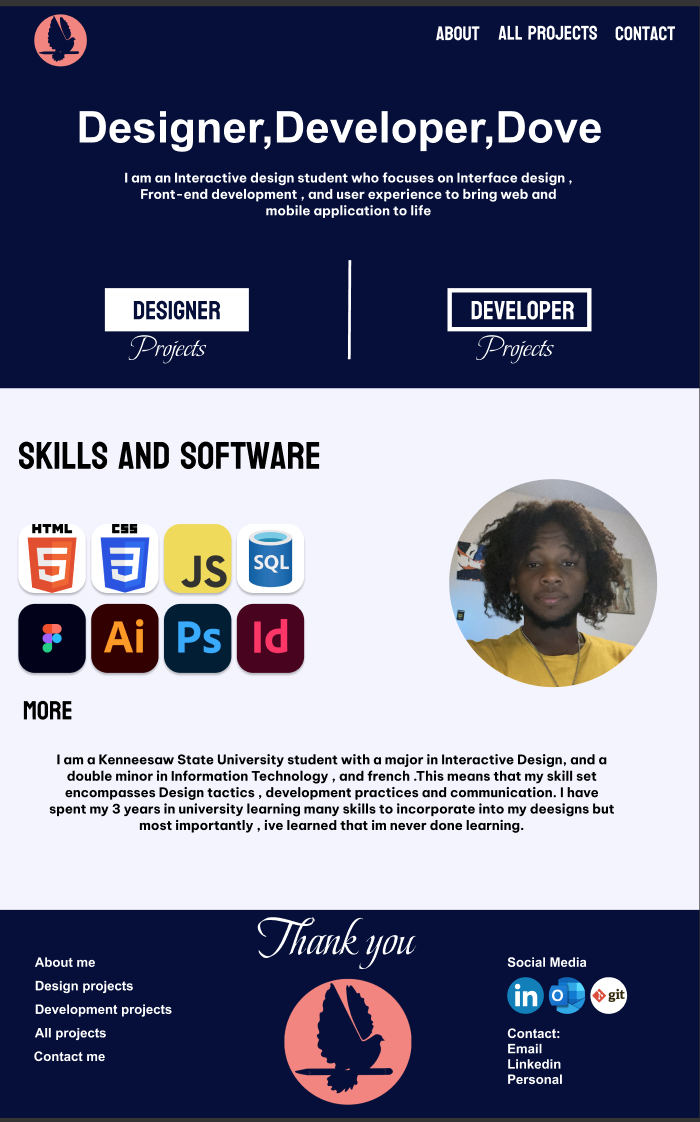 ABOUT ALL PROJECTS CONTACT
Designer,Developer,Dove
I am an Interactive design student who focuses on Interface design ,
Front-end development , and user experience to bring web and
mobile application to life
DESIGNER
Projects
DEVELOPER
Projects
SKILLS AND SOFTWARE
HTML CSS JS SQL
5 3
Ai Ps Id
MORE
I am a Kenneesaw State University student with a major in Interactive Design, and a
double minor in Information Technology , and french .This means that my skill set
encompasses Design tactics , development practices and communication. I have
spent my 3 years in university learning many skills to incorporate into my deesigns but
most importantly , ive learned that im never done learning.
Thank you
About me
Design projects
Development projects
All projects
Contact me
Social Media
in O git
Contact:
Email
Linkedin
Personal